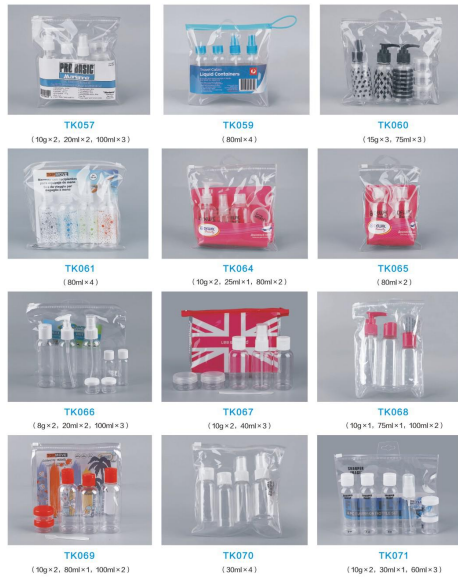 PRE BASIC
TK057
(10g×2, 20ml×2, 100ml×3)
Liquid Containers
TK059
(80ml×4)
TK060
(15g×3, 75ml×3)
TK061
(80ml×4)
TK064
(10g×2, 25ml×1, 80ml×2)
TK065
(80ml×2)
TK066
(8g×2, 20ml×2, 100ml×3)
TK067
(10g×2, 40ml×3)
TK068
(10g×1, 75ml×1, 100ml×2)
TK069
(10g×2, 80ml×1, 100ml×2)
TK070
(30ml×4)
TK071
(10g×2, 30ml×1, 60ml×3)